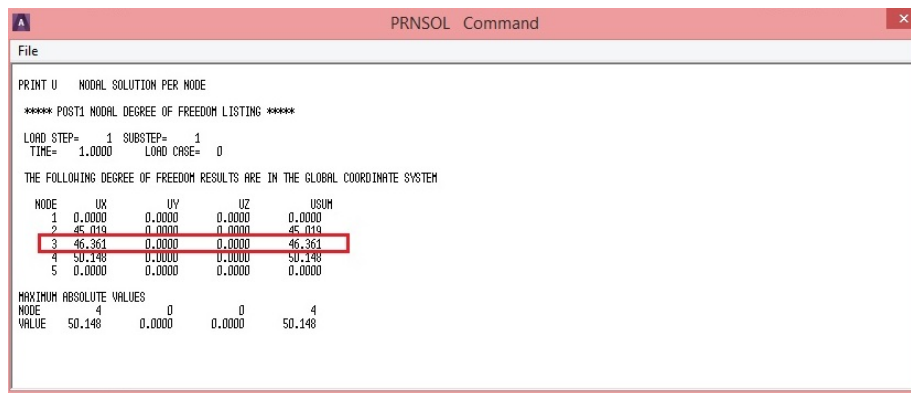 PRNSOL Command
File
PRINT U NODAL SOLUTION PER NODE
***** POST1 NODAL DEGREE OF FREEDOM LISTING *****
LOAD STEP= 1 SUBSTEP= 1
TIME= 1.0000 LOAD CASE= 0
THE FOLLOWING DEGREE OF FREEDOM RESULTS ARE IN THE GLOBAL COORDINATE SYSTEM
NODE UX UY UZ USUM
1 0.0000 0.0000 0.0000 0.0000
2 45.019 0.0000 0.0000 45.019
3 46.361 0.0000 0.0000 46.361
4 50.148 0.0000 0.0000 50.148
5 0.0000 0.0000 0.0000 0.0000
MAXIMUM ABSOLUTE VALUES
NODE 4 0 0 4
VALUE 50.148 0.0000 0.0000 50.148